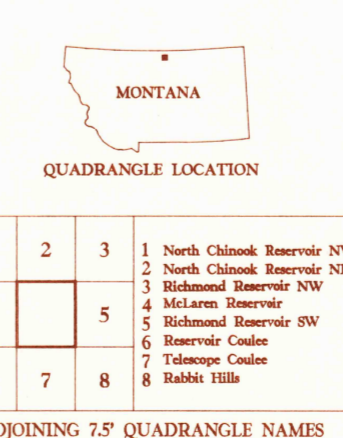 MONTANA
QUADRANGLE LOCATION
2 3
5
7 8
1 North Chinook Reservoir
2 North Chinook Reservoir
3 Richmond Reservoir NW
4 McLaren Reservoir
5 Richmond Reservoir SW
6 Reservoir Coulee
7 Telescope Coulee
8 Rabbit Hills
DJOINING 7.5' QUADRANGLE NAMES